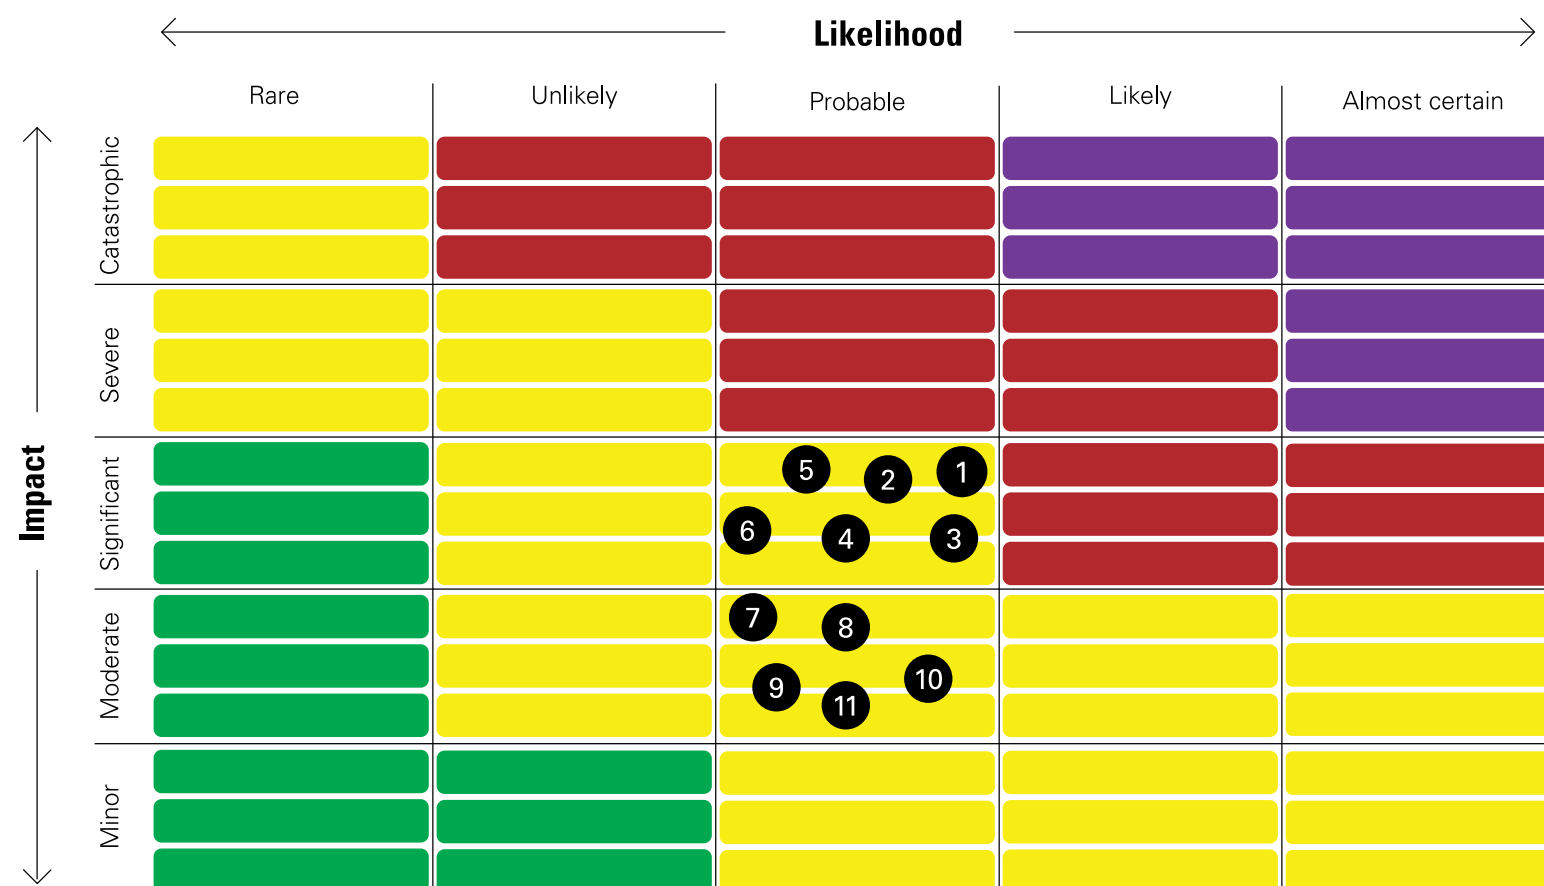 Likelihood
Rare
Unlikely
Probable
Likely
Almost certain
Impact
Catastrophic
Severe
Significant
Moderate
Minor
5
2
1
6
4
3
7
8
9
10
11